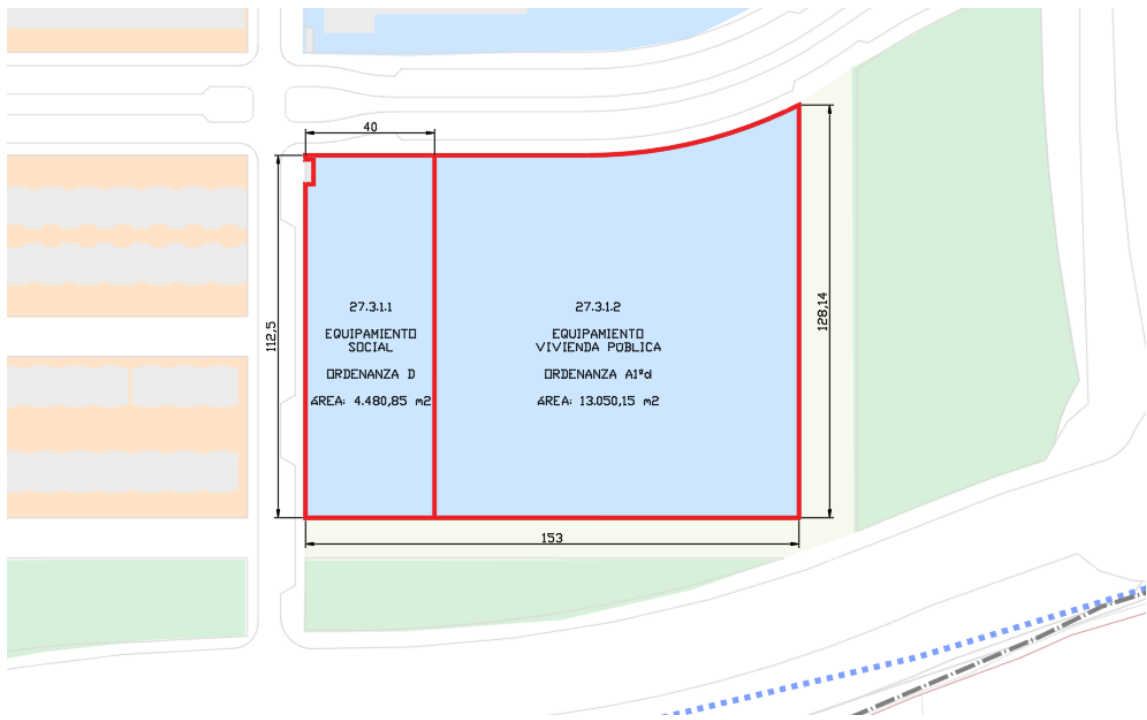 40
112,5
128,14
27.3.1.1
EQUIPAMIENTO
SOCIAL
ORDENANZA D
ÁREA: 4.480,85 m2
27.3.1.2
EQUIPAMIENTO
VIVIENDA PÚBLICA
ORDENANZA A1ªd
ÁREA: 13.050,15 m2
153